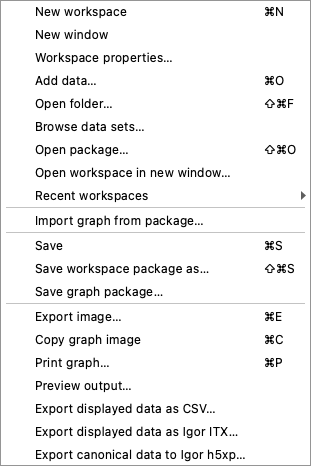 New workspace ⌘N
New window
Workspace properties...
Add data... ⌘O
Open folder... ⇧⌘F
Browse data sets...
Open package... ⇧⌘O
Open workspace in new window...
Recent workspaces
Import graph from package...
Save ⌘S
Save workspace package as... ⇧⌘S
Save graph package...
Export image... ⌘E
Copy graph image ⌘C
Print graph... ⌘P
Preview output...
Export displayed data as CSV...
Export displayed data as Igor ITX...
Export canonical data to Igor h5xp...